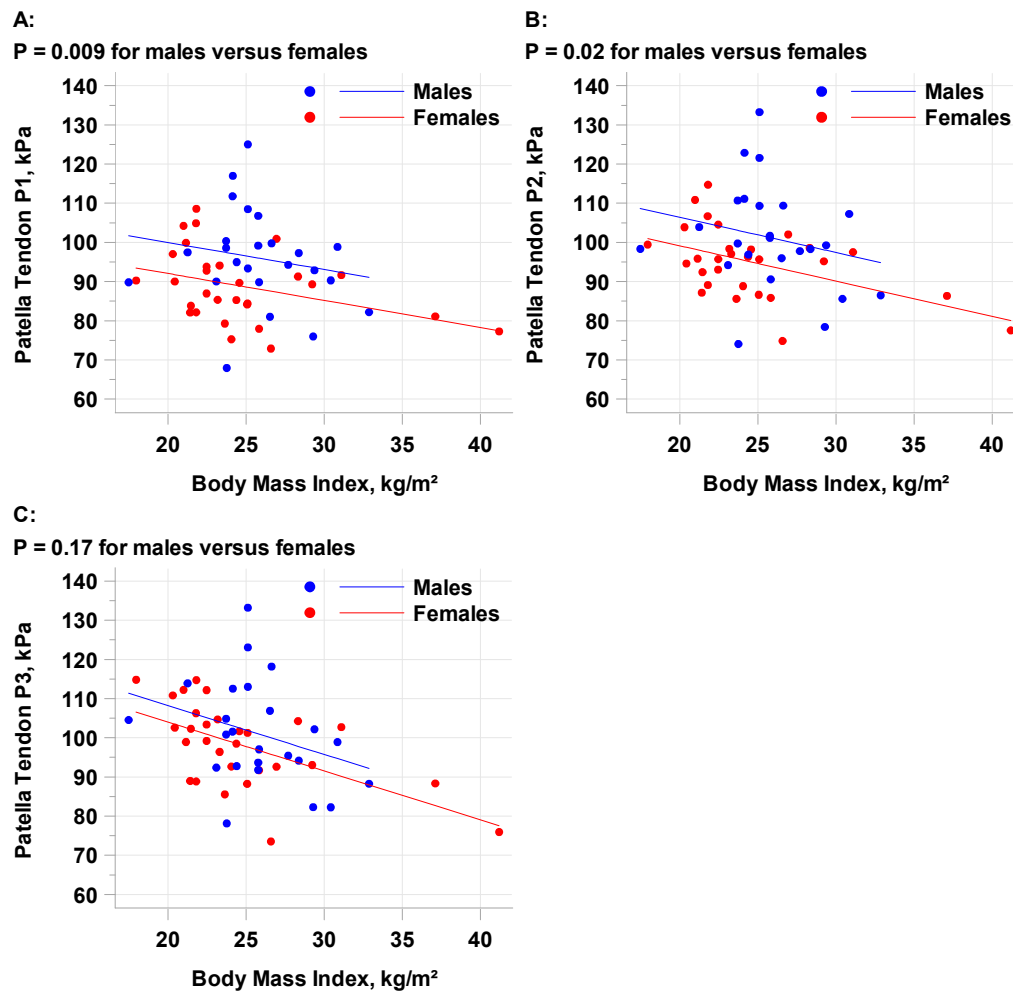 A:
P = 0.009 for males versus females
Males
Females
Patella Tendon P1, kPa
140
130
120
110
100
90
80
70
60
20 25 30 35 40
Body Mass Index, kg/m²
B:
P = 0.02 for males versus females
Males
Females
Patella Tendon P2, kPa
140
130
120
110
100
90
80
70
60
20 25 30 35 40
Body Mass Index, kg/m²
C:
P = 0.17 for males versus females
Males
Females
Patella Tendon P3, kPa
140
130
120
110
100
90
80
70
60
20 25 30 35 40
Body Mass Index, kg/m²